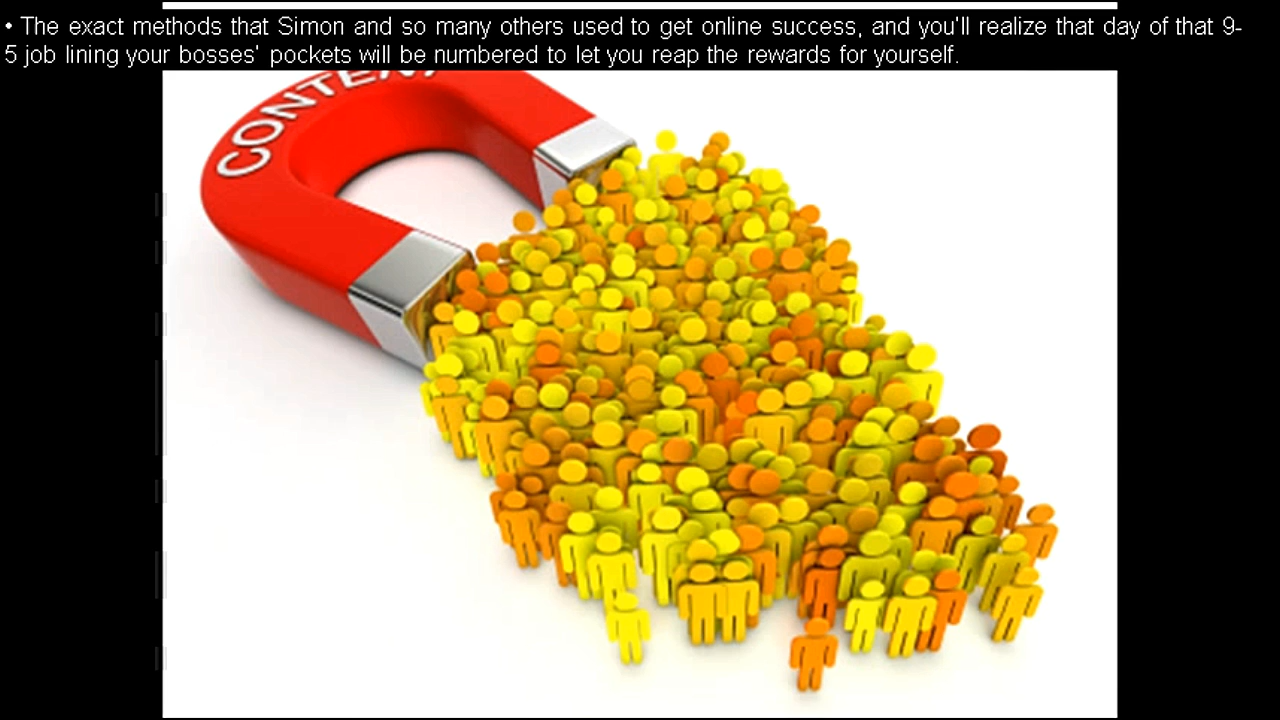 • The exact methods that Simon and so many others used to get online success, and you'll realize that day of that 9-
5 job lining your bosses' pockets will be numbered to let you reap the rewards for yourself.